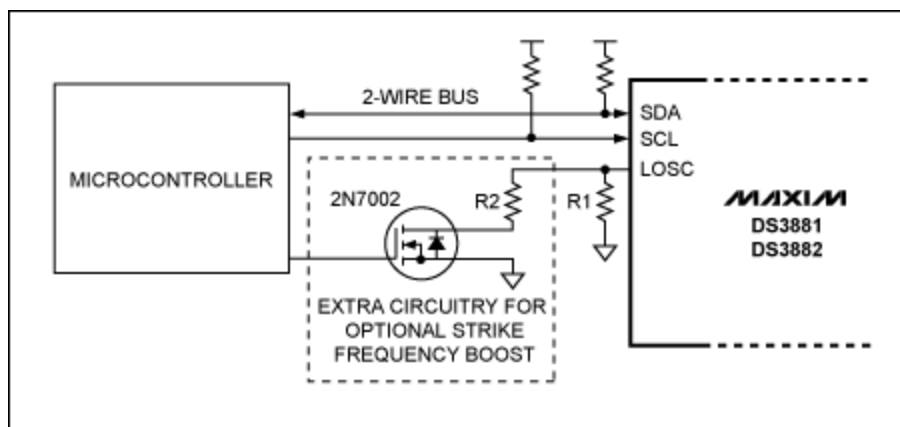 2-WIRE BUS
SDA
SCL
LOSC
MICROCONTROLLER
2N7002
R2
R1
MAXIM
DS3881
DS3882
EXTRA CIRCUITRY FOR
OPTIONAL STRIKE
FREQUENCY BOOST